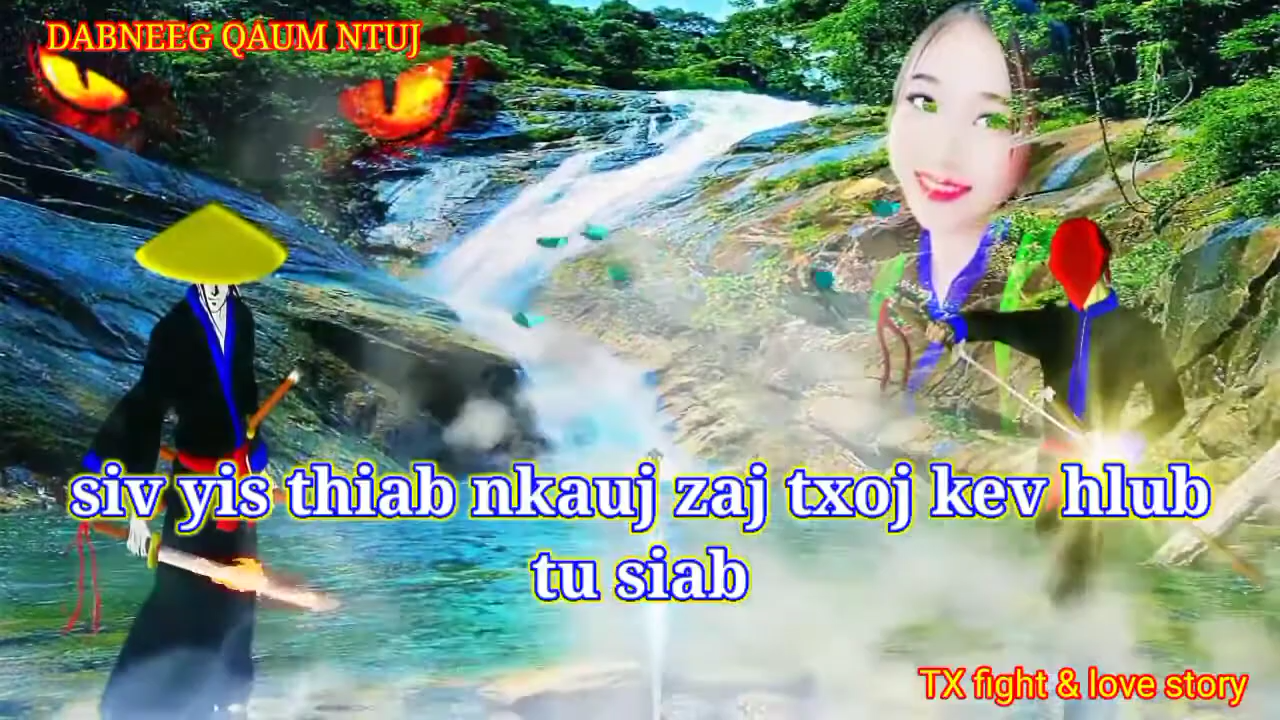 DABNEEG QAUM NTUJ
siv yis thiab nkauj zaj txoj kev hlub
tu siab
TX fight & love story